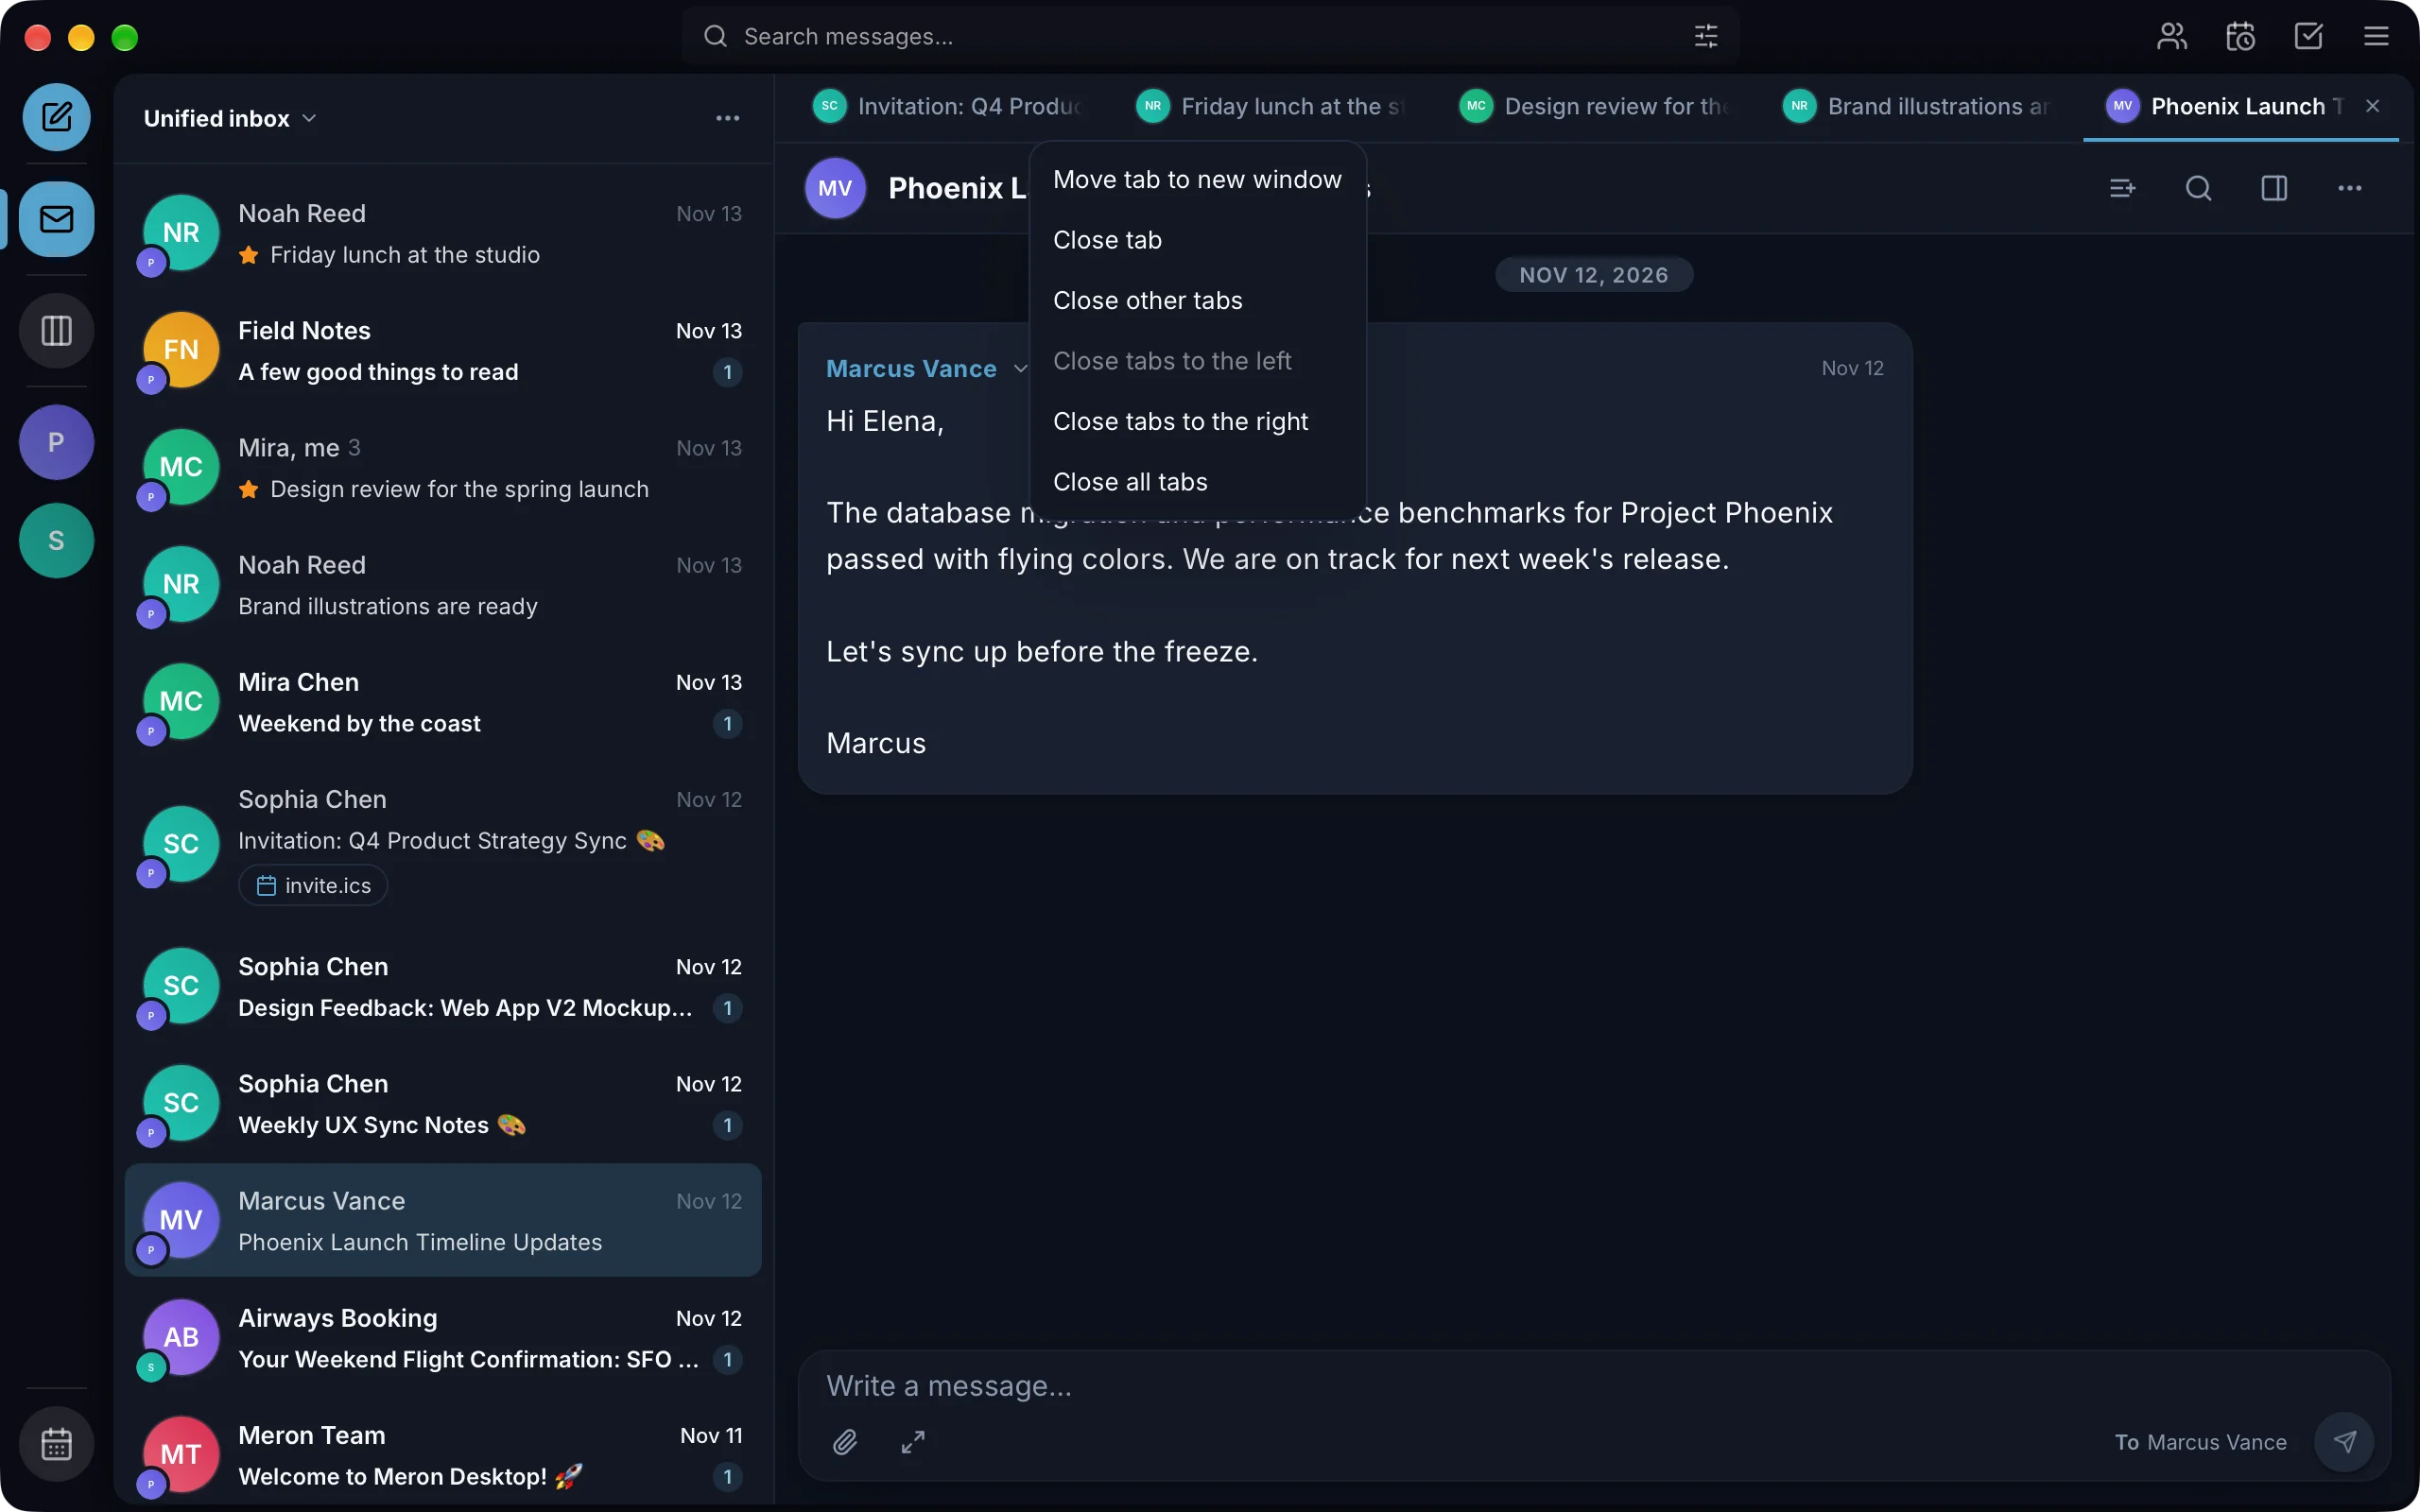 Search messages...
Unified inbox
SC Invitation: Q4 Produc
NR Friday lunch at the s
MC Design review for the
NR Brand illustrations ar
MV Phoenix Launch T
P
S
NR Noah Reed Nov 13
P Friday lunch at the studio
FN Field Notes Nov 13
P A few good things to read 1
MC Mira, me 3 Nov 13
P Design review for the spring launch
NR Noah Reed Nov 13
P Brand illustrations are ready
MC Mira Chen Nov 13
P Weekend by the coast 1
SC Sophia Chen Nov 12
Invitation: Q4 Product Strategy Sync 🎨
P invite.ics
SC Sophia Chen Nov 12
P Design Feedback: Web App V2 Mockup... 1
SC Sophia Chen Nov 12
P Weekly UX Sync Notes 🎨 1
MV Marcus Vance Nov 12
P Phoenix Launch Timeline Updates
AB Airways Booking Nov 12
S Your Weekend Flight Confirmation: SFO ... 1
MT Meron Team Nov 11
P Welcome to Meron Desktop! 🚀 1
MV Phoenix L
Move tab to new window
Close tab
Close other tabs
Close tabs to the left
Close tabs to the right
Close all tabs
NOV 12, 2026
Marcus Vance Nov 12
Hi Elena,
The database benchmarks for Project Phoenix
passed with flying colors. We are on track for next week's release.
Let's sync up before the freeze.
Marcus
Write a message...
To Marcus Vance